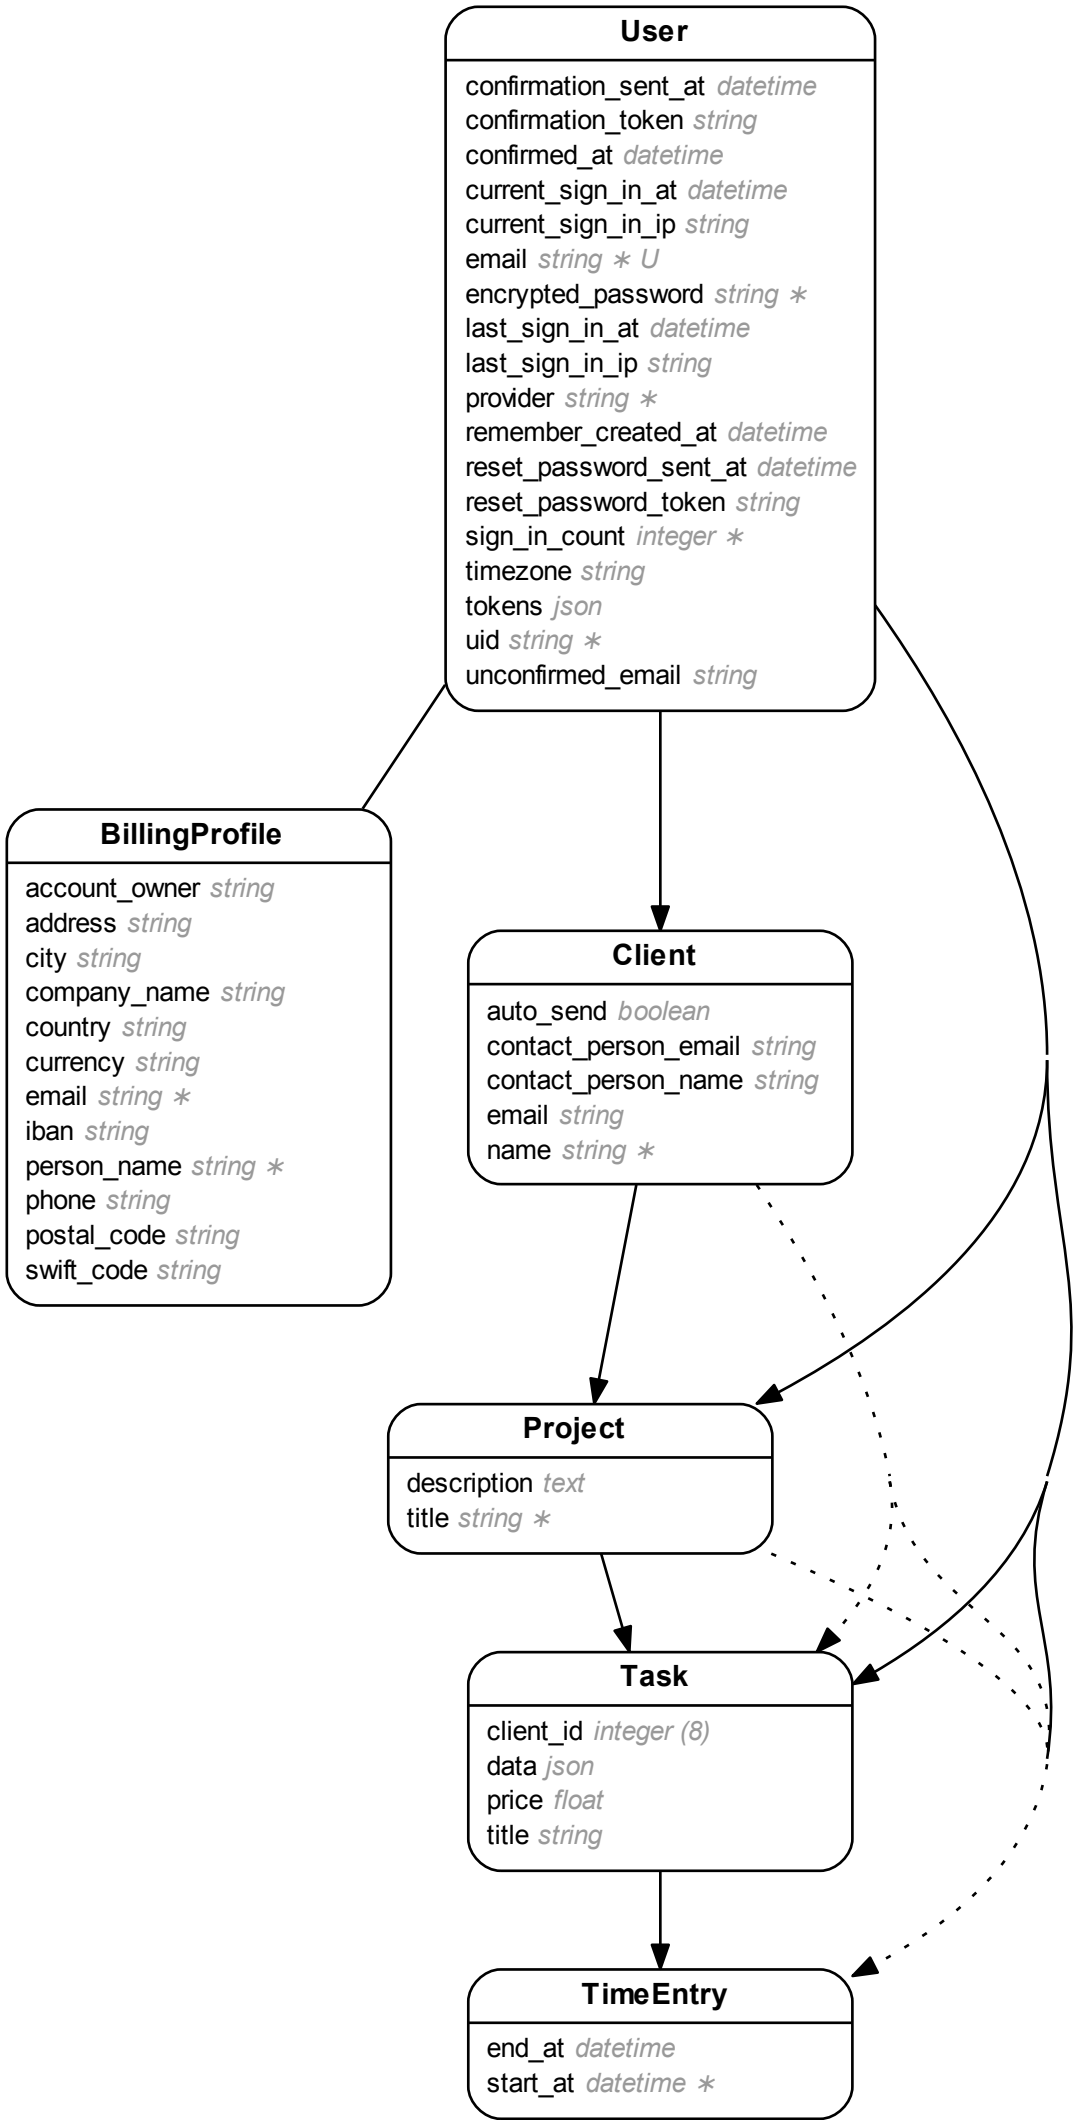 User
confirmation_sent_at datetime
confirmation_token string
confirmed_at datetime
current_sign_in_at datetime
current_sign_in_ip string
email string ∗ U
encrypted_password string ∗
last_sign_in_at datetime
last_sign_in_ip string
provider string ∗
remember_created_at datetime
reset_password_sent_at datetime
reset_password_token string
sign_in_count integer ∗
timezone string
tokens json
uid string ∗
unconfirmed_email string
BillingProfile
account_owner string
address string
city string
company_name string
country string
currency string
email string ∗
iban string
person_name string ∗
phone string
postal_code string
swift_code string
Client
auto_send boolean
contact_person_email string
contact_person_name string
email string
name string ∗
Project
description text
title string ∗
Task
client_id integer (8)
data json
price float
title string
TimeEntry
end_at datetime
start_at datetime ∗